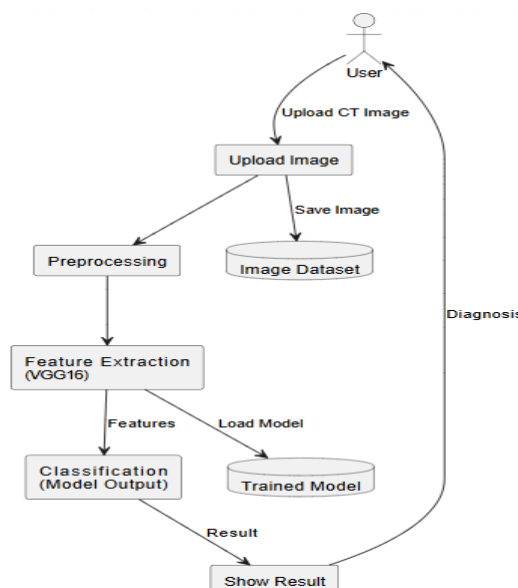 User
Upload CT Image
Upload Image
Save Image
Preprocessing
Image Dataset
Diagnosis
Feature Extraction
(VGG16)
Features
Load Model
Classification
(Model Output)
Trained Model
Result
Show Result